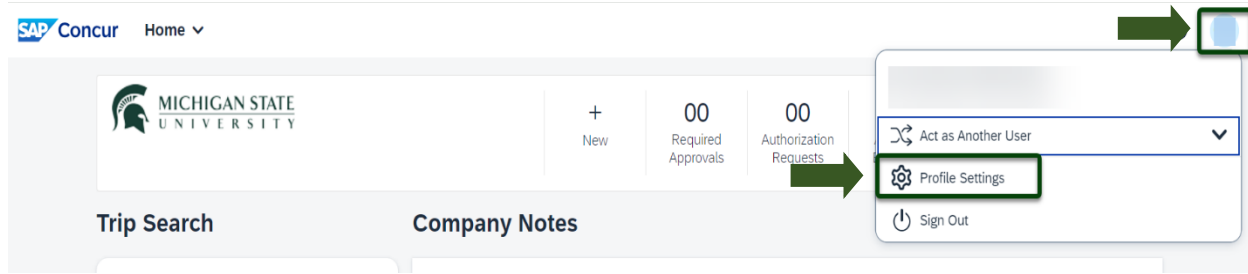 SAP Concur Home
MICHIGAN STATE
UNIVERSITY
+
New
00
Required
Approvals
00
Authorization
Requests
Act as Another User
Profile Settings
Sign Out
Trip Search
Company Notes